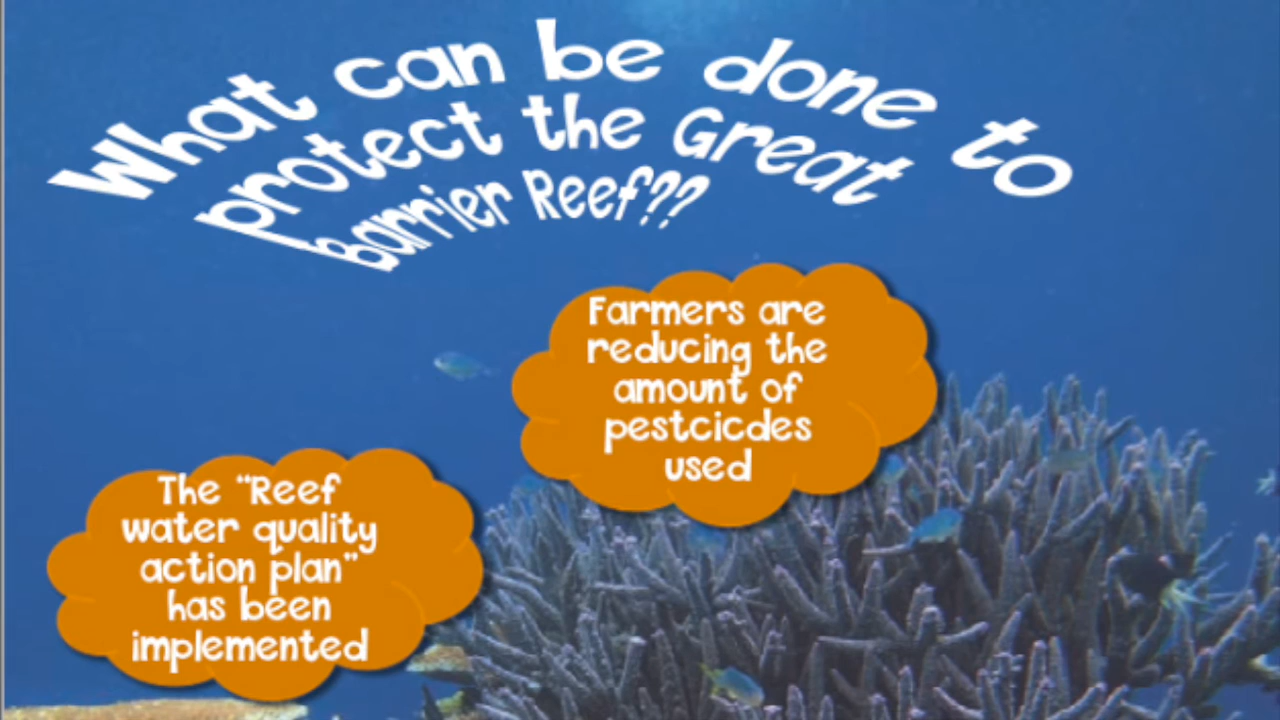 What can be done to
protect the Great
Barrier Reef??
Farmers are
reducing the
amount of
pestcicdes
used
The “Reef
water quality
action plan”
has been
implemented